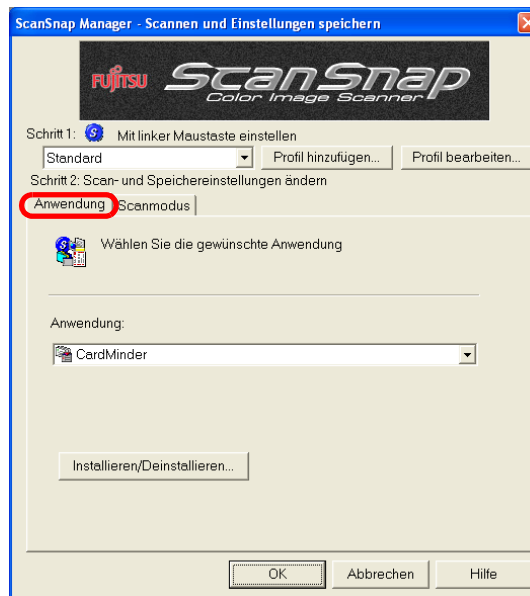 ScanSnap Manager - Scannen und Einstellungen speichern
FUJITSU ScanSnap
Color Image Scanner
Schritt 1: S Mit linker Maustaste einstellen
Standard Profil hinzufügen... Profil bearbeiten...
Schritt 2: Scan- und Speichereinstellungen ändern
Anwendung Scanmodus
Wählen Sie die gewünschte Anwendung
Anwendung:
CardMinder
Installieren/Deinstallieren...
OK Abbrechen Hilfe